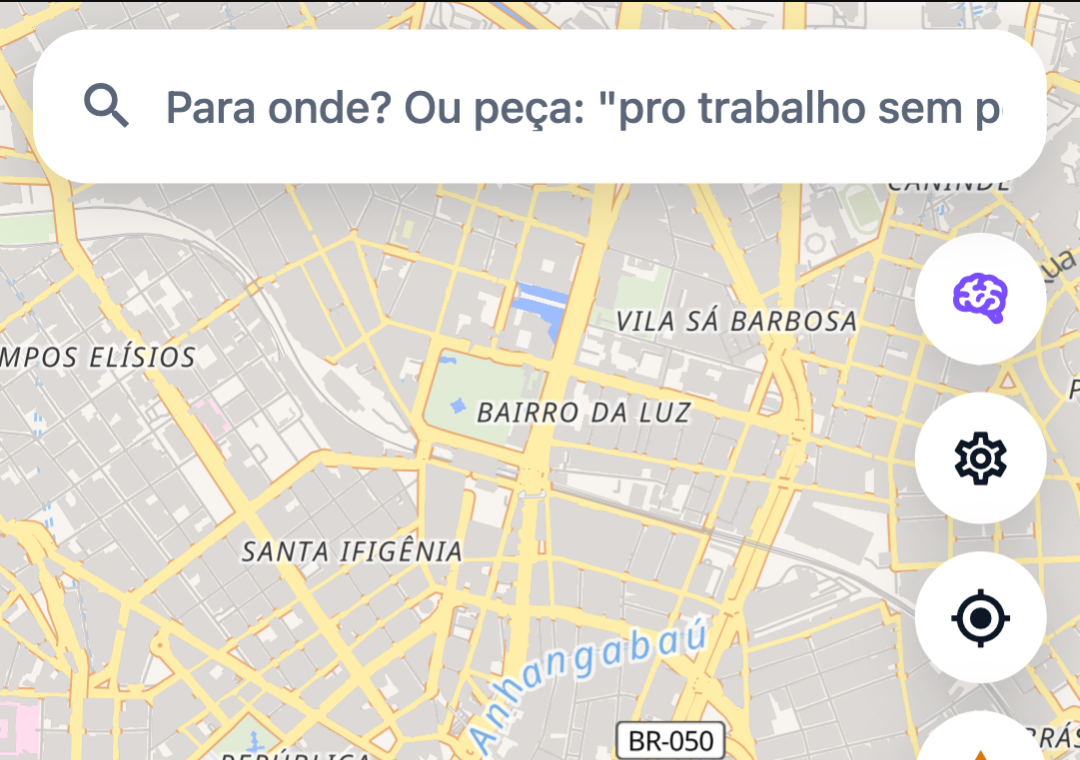 Para onde? Ou peça: "pro trabalho sem
CANINDÉ
VILA SÁ BARBOSA
MPOS ELÍSIOS
BAIRRO DA LUZ
SANTA IFIGÊNIA
Anhangabaú
BR-050
REPÚBLICA